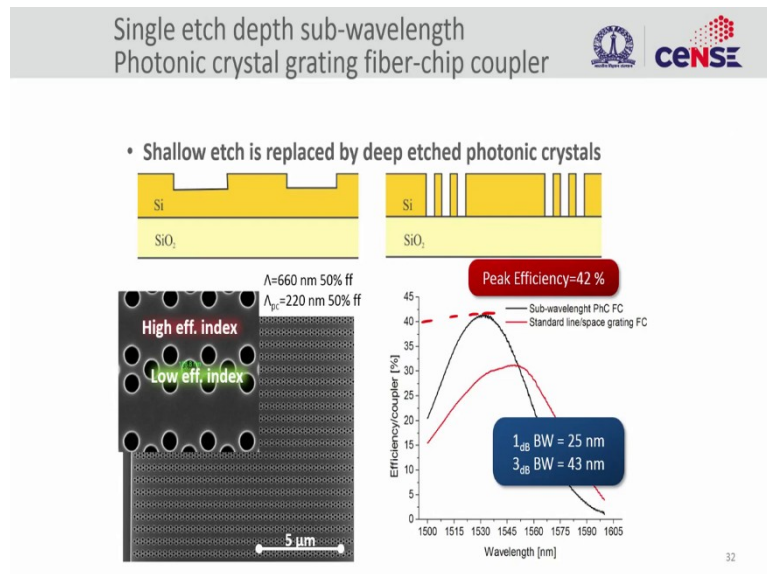 Single etch depth sub-wavelength
Photonic crystal grating fiber-chip coupler
cenSE
• Shallow etch is replaced by deep etched photonic crystals
Si
SiO₂
Si
SiO₂
Λ=660 nm 50% ff
Λpc=220 nm 50% ff
High eff. index
Low eff. index
5 µm
Peak Efficiency=42 %
Sub-wavelenght PhC FC
Standard line/space grating FC
Efficiency/coupler [%]
45
40
35
30
25
20
15
10
5
0
1dB BW = 25 nm
3dB BW = 43 nm
1500 1515 1530 1545 1560 1575 1590 1605
Wavelength [nm]
32